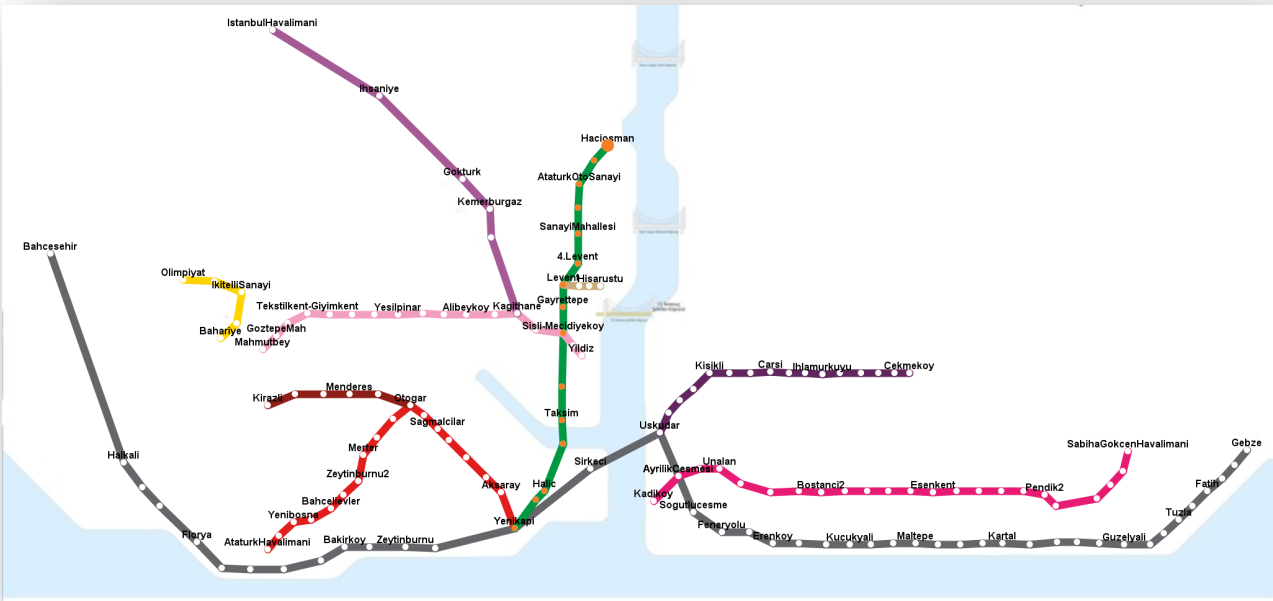 IstanbulHavalimani
Ihsaniye
Haciosman
Gokturk
AtaturkOtoSanayi
Kemerburgaz
SanayiMahallesi
Bahcesehir
4.Levent
Olimpiyat
Levent
Hisarustu
IkitelliSanayi
Gayrettepe
Tekstilkent-Giyimkent
Yesilpinar
Alibeykoy
Kagithane
Bahariye
GoztepeMah
Sisli-Mecidiyekoy
Mahmutbey
Yildiz
Kisikli
Carsi
Ihlamurkuyu
Cekmekoy
Kirazli
Menderes
Otogar
Taksim
Sagmalcilar
Uskudar
Merter
SabihaGokcenHavalimani
Gebze
Halkali
Sirkeci
Unalan
AyrilikCesmesi
Zeytinburnu2
Aksaray
Halic
Bostanci2
Esenkent
Pendik2
Fatih
Kadikoy
Bahcelievler
Sogutlucesme
Yenibosna
Yenikapi
Feneryolu
Tuzla
Florya
AtaturkHavalimani
Bakirkoy
Zeytinburnu
Erenkoy
Kucukyali
Maltepe
Kartal
Guzelyali